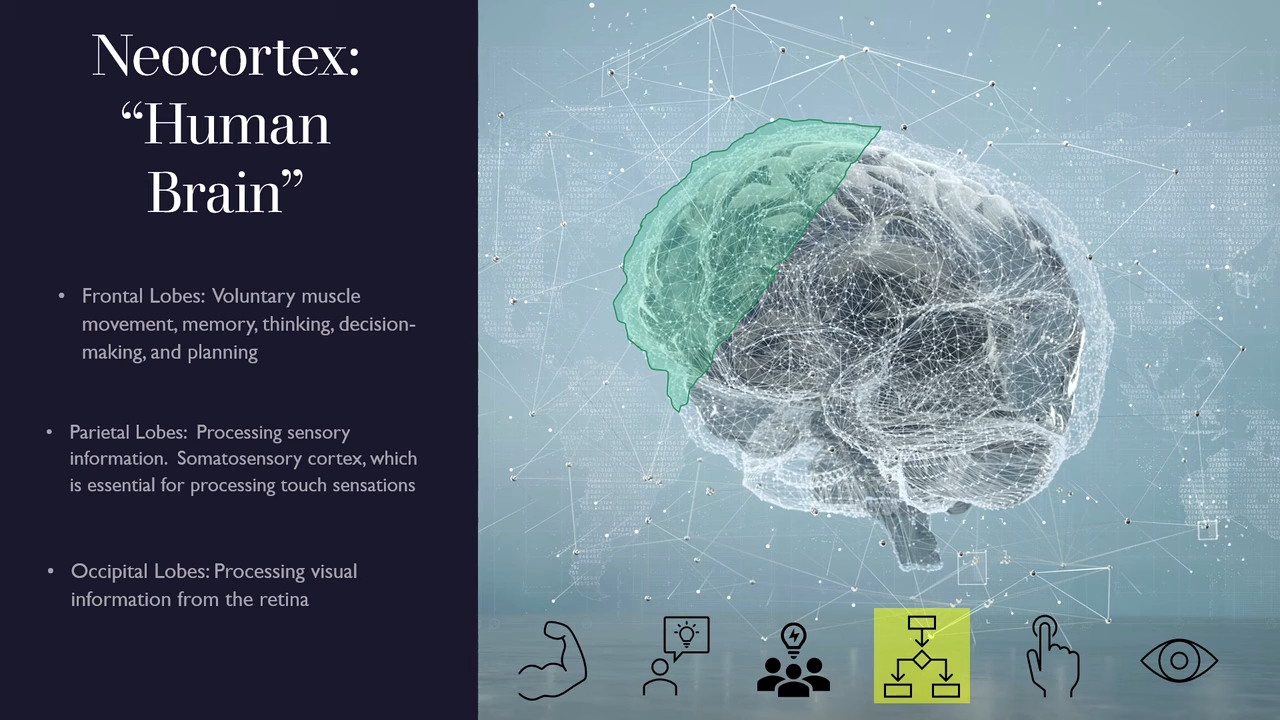 Neocortex:
“Human
Brain”
• Frontal Lobes: Voluntary muscle
movement, memory, thinking, decision-
making, and planning
• Parietal Lobes: Processing sensory
information. Somatosensory cortex, which
is essential for processing touch sensations
• Occipital Lobes: Processing visual
information from the retina